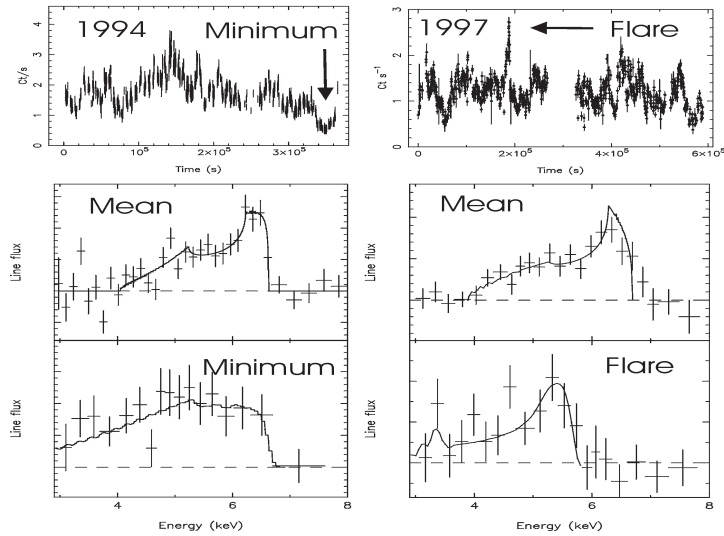 1994
Minimum
Ct/s
0 1 2 3 4
0 10⁵ 2×10⁵ 3×10⁵
Time (s)
1997
Flare
Ct s⁻¹
0 1 2 3
0 2×10⁵ 4×10⁵ 6×10⁵
Time (s)
Mean
Line flux
Minimum
Line flux
4 6 8
Energy (keV)
Mean
Line flux
Flare
Line flux
4 6 8
Energy (keV)